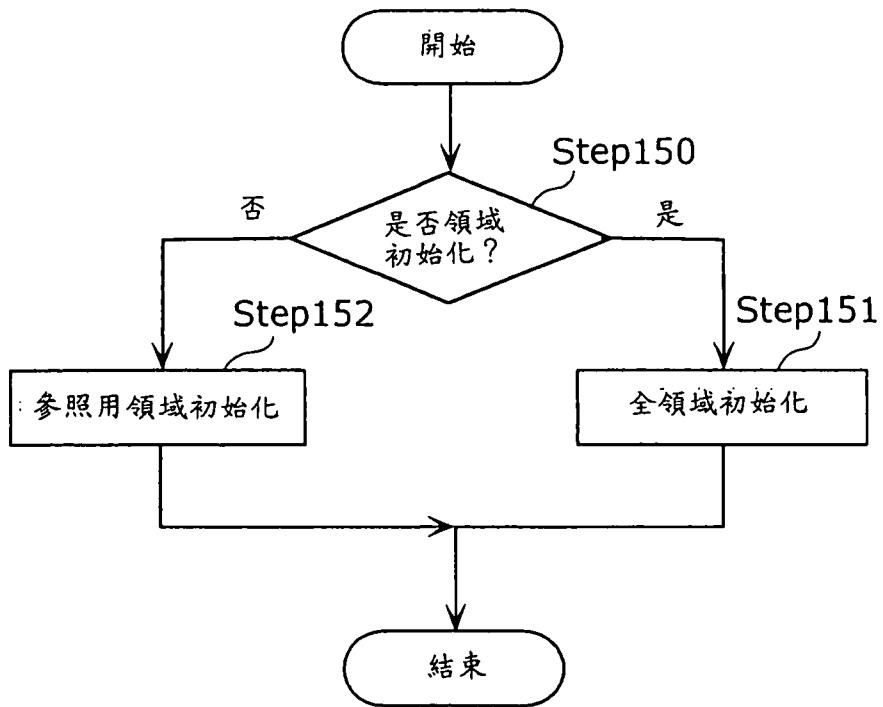 開始
Step150
否
是
是否領域
初始化？
Step152
Step151
參照用領域初始化
全領域初始化
結束